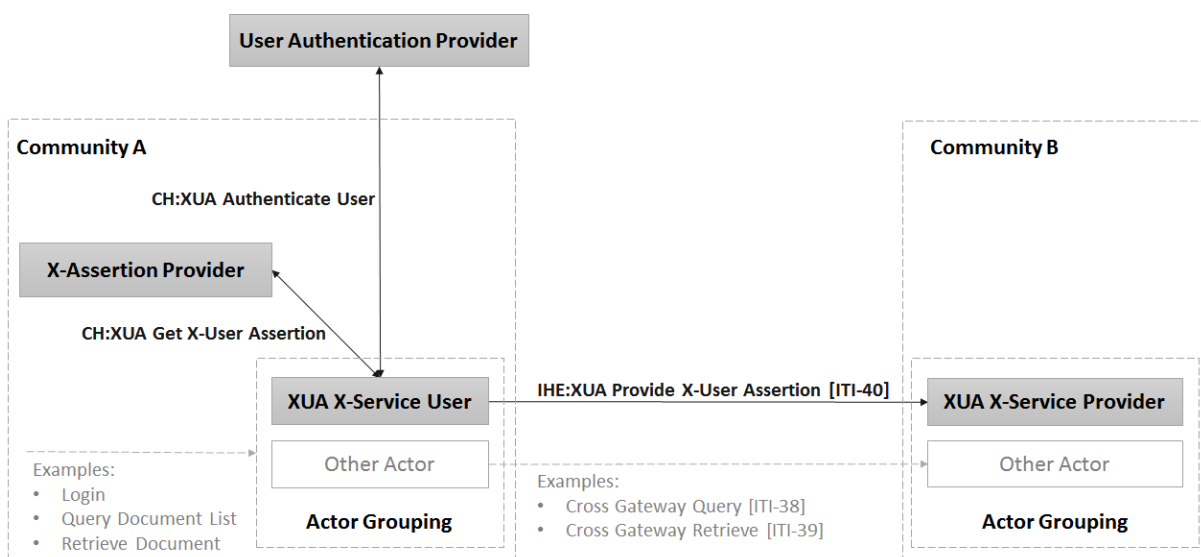 User Authentication Provider
Community A
Community B
CH:XUA Authenticate User
X-Assertion Provider
CH:XUA Get X-User Assertion
XUA X-Service User
IHE:XUA Provide X-User Assertion [ITI-40]
XUA X-Service Provider
Other Actor
Other Actor
Examples:
• Login
• Query Document List
• Retrieve Document
Actor Grouping
Examples:
• Cross Gateway Query [ITI-38]
• Cross Gateway Retrieve [ITI-39]
Actor Grouping